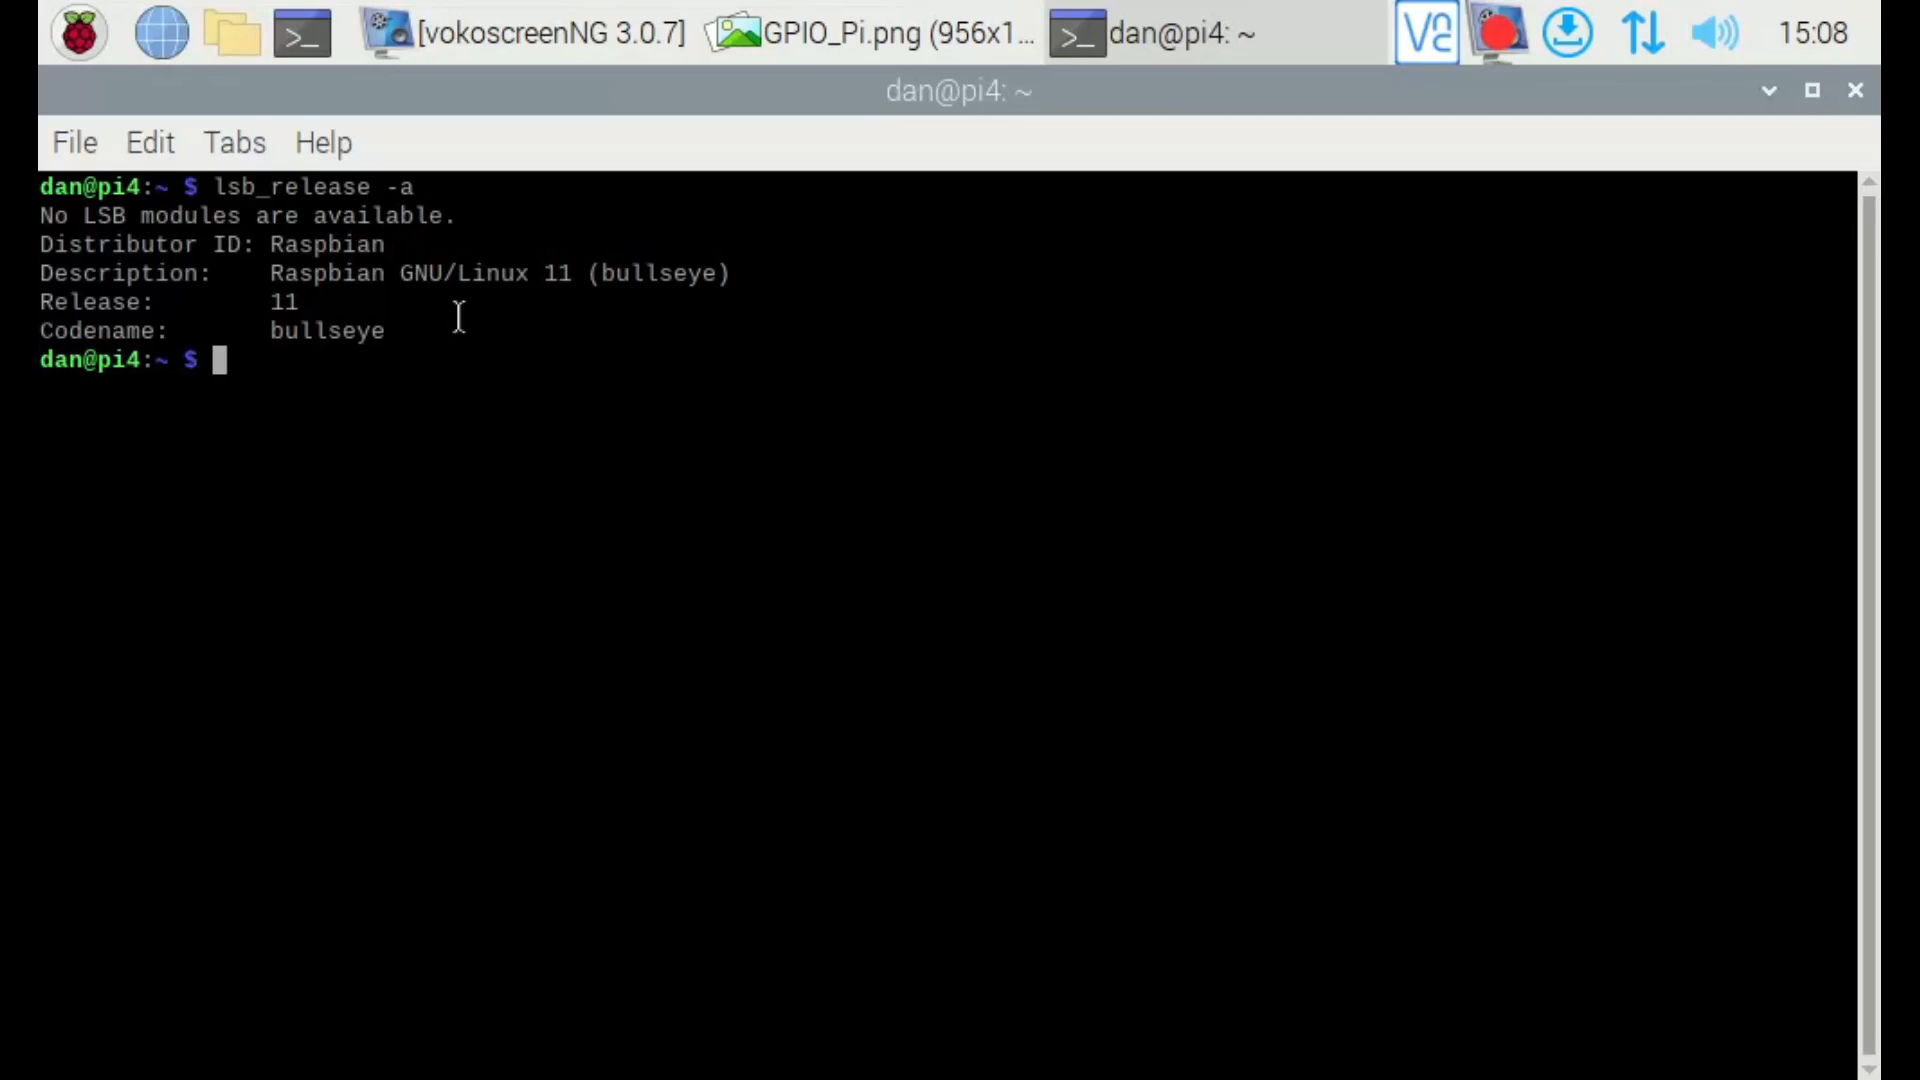 [vokoscreenNG 3.0.7] GPIO_Pi.png (956x1... dan@pi4: ~ 15:08
dan@pi4: ~
File Edit Tabs Help
dan@pi4:~ $ lsb_release -a
No LSB modules are available.
Distributor ID: Raspbian
Description:    Raspbian GNU/Linux 11 (bullseye)
Release:        11
Codename:       bullseye
dan@pi4:~ $